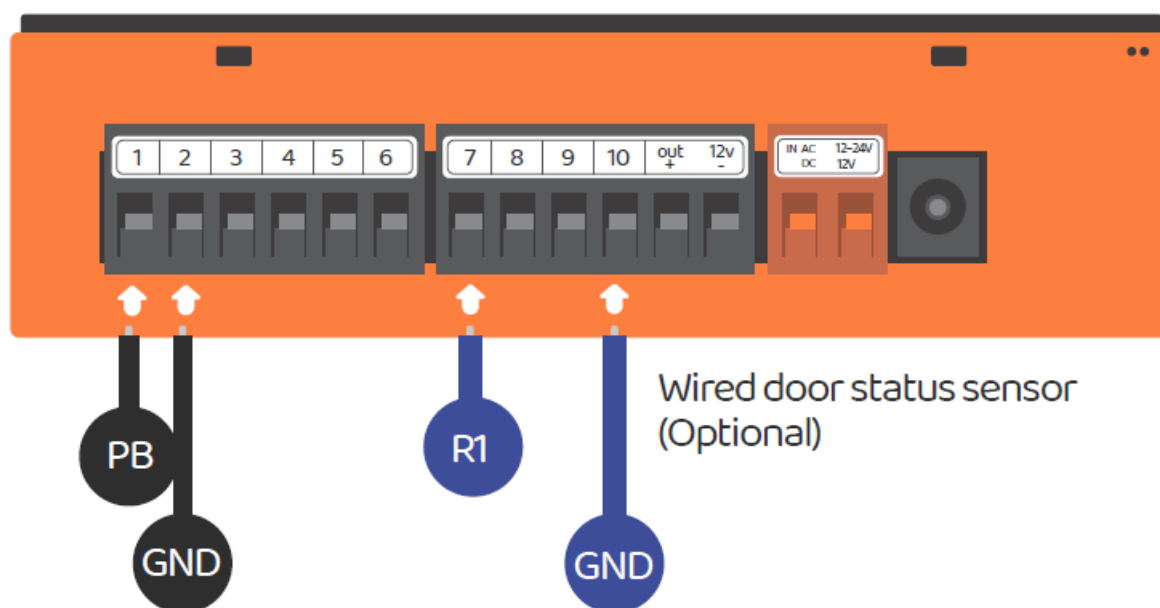 1 2 3 4 5 6 7 8 9 10 out + 12v -
IN AC 12-24V
DC 12V
Wired door status sensor
(Optional)
PB
R1
GND
GND